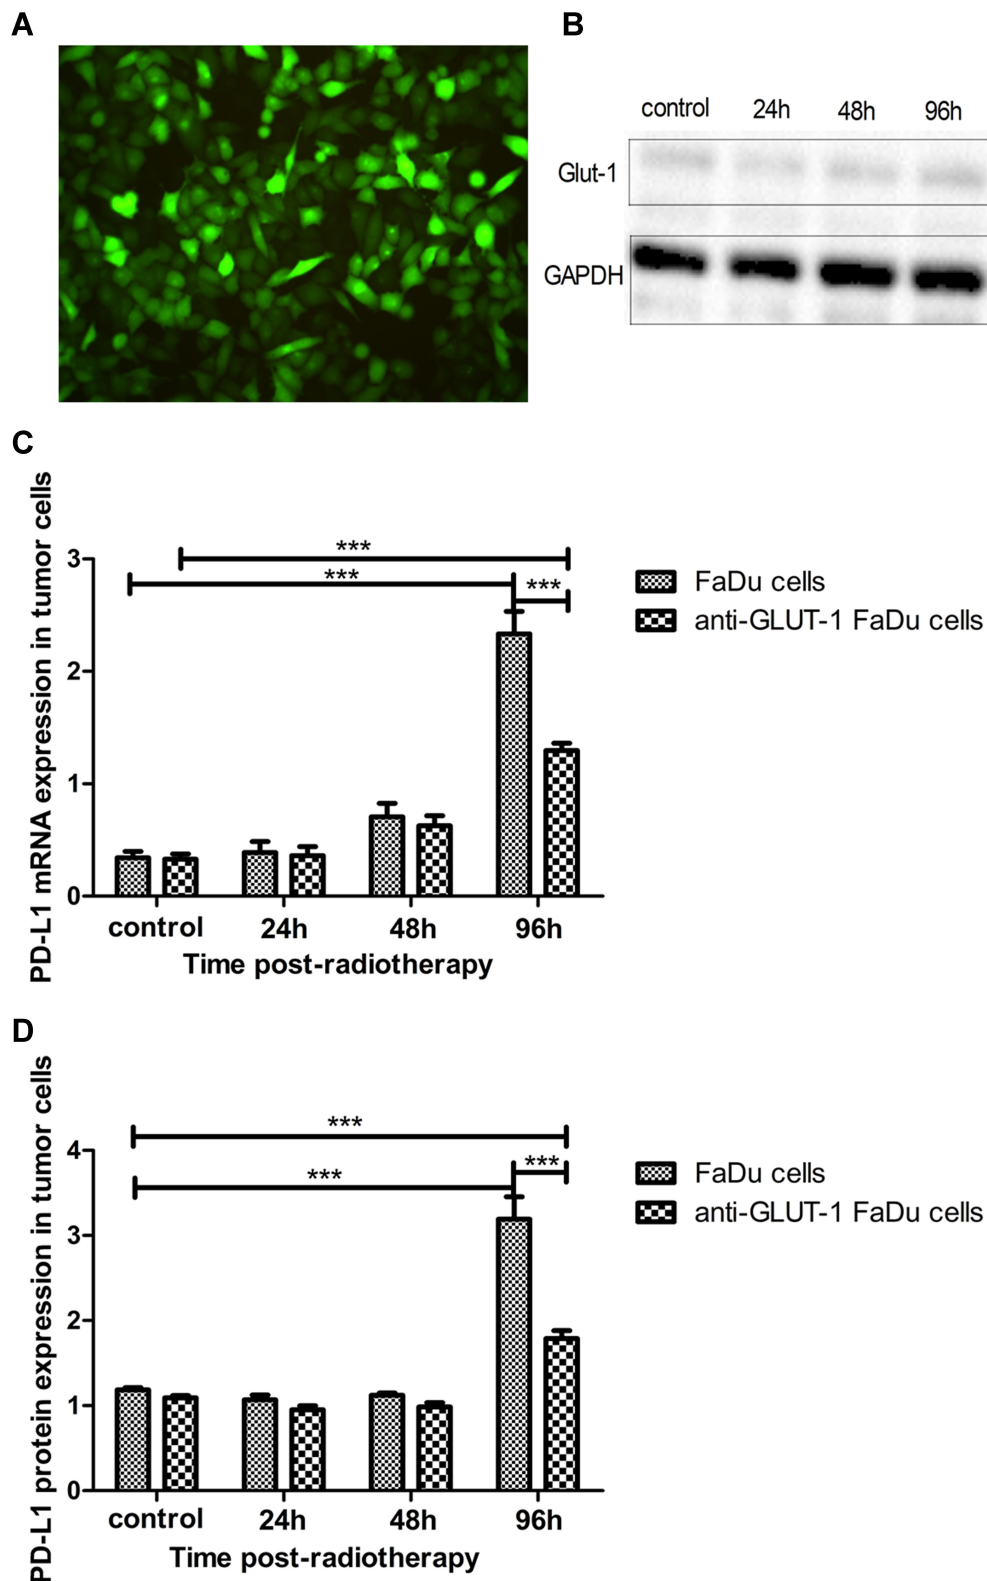 A
B
control 24h 48h 96h
Glut-1
GAPDH
C
PD-L1 mRNA expression in tumor cells
3
2
1
0
***
***
***
FaDu cells
anti-GLUT-1 FaDu cells
control 24h 48h 96h
Time post-radiotherapy
D
PD-L1 protein expression in tumor cells
4
3
2
1
0
***
***
***
FaDu cells
anti-GLUT-1 FaDu cells
control 24h 48h 96h
Time post-radiotherapy